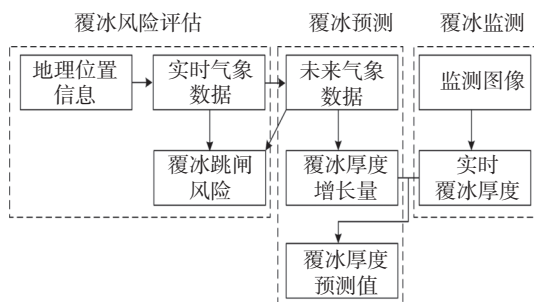 覆冰风险评估
覆冰预测
覆冰监测
地理位置
信息
实时气象
数据
未来气象
数据
监测图像
覆冰跳闸
风险
覆冰厚度
增长量
实时
覆冰厚度
覆冰厚度
预测值